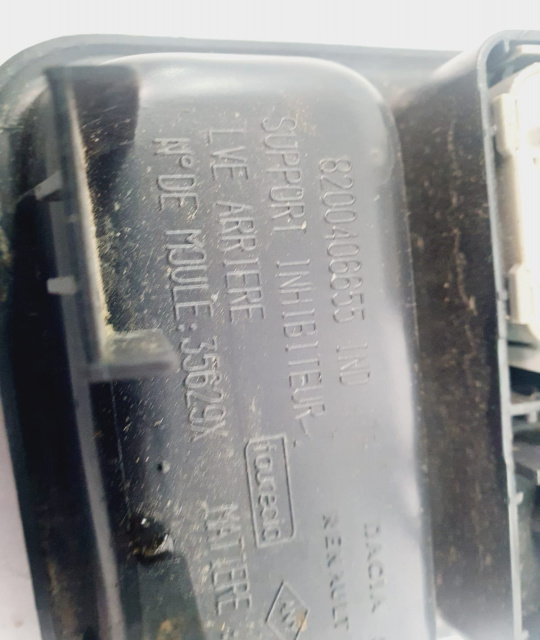 8200406655 IND
SUPPORT INHIBITEUR-
LVE ARRIERE
N° DE MOULE:35629X
MATIERE :
DACIA
RENAULT